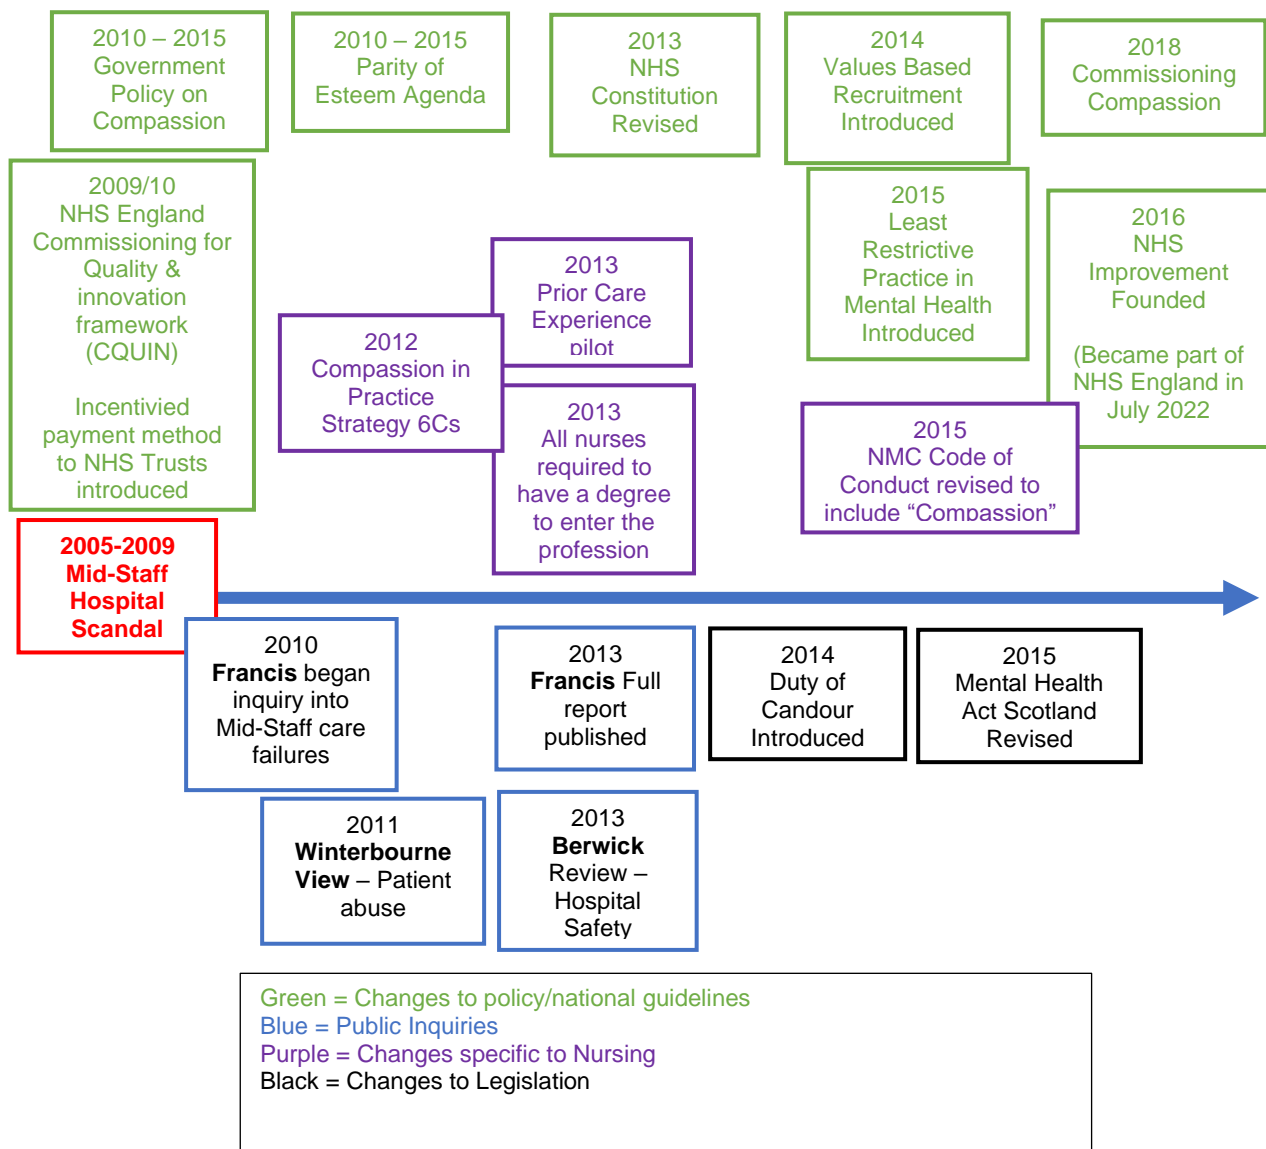 2010 – 2015
Government
Policy on
Compassion
2010 – 2015
Parity of
Esteem Agenda
2013
NHS
Constitution
Revised
2014
Values Based
Recruitment
Introduced
2018
Commissioning
Compassion
2009/10
NHS England
Commissioning for
Quality &
innovation
framework
(CQUIN)
Incentivied
payment method
to NHS Trusts
introduced
2012
Compassion in
Practice
Strategy 6Cs
2013
Prior Care
Experience
pilot
2013
All nurses
required to
have a degree
to enter the
profession
2015
Least
Restrictive
Practice in
Mental Health
Introduced
2016
NHS
Improvement
Founded
(Became part of
NHS England in
July 2022
2015
NMC Code of
Conduct revised to
include “Compassion”
2005-2009
Mid-Staff
Hospital
Scandal
2010
Francis began
inquiry into
Mid-Staff care
failures
2013
Francis Full
report
published
2014
Duty of
Candour
Introduced
2015
Mental Health
Act Scotland
Revised
2011
Winterbourne
View – Patient
abuse
2013
Berwick
Review –
Hospital
Safety
Green = Changes to policy/national guidelines
Blue = Public Inquiries
Purple = Changes specific to Nursing
Black = Changes to Legislation